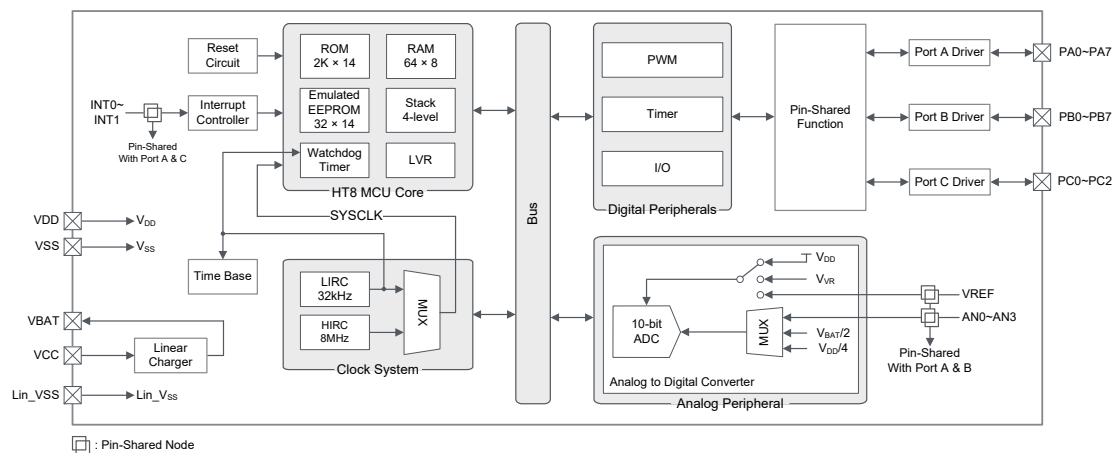 Reset
Circuit
INT0~
INT1
Interrupt
Controller
Pin-Shared
With Port A & C
ROM
2K × 14
RAM
64 × 8
Emulated
EEPROM
32 × 14
Stack
4-level
Watchdog
Timer
LVR
HT8 MCU Core
SYSCLK
VDD
VDD
VSS
VSS
Time Base
VBAT
VCC
Linear
Charger
Lin_VSS
Lin_VSS
LIRC
32kHz
HIRC
8MHz
MUX
Clock System
Bus
PWM
Timer
I/O
Digital Peripherals
Pin-Shared
Function
Port A Driver
PA0~PA7
Port B Driver
PB0~PB7
Port C Driver
PC0~PC2
VDD
VVR
VREF
AN0~AN3
10-bit
ADC
MUX
VBAT/2
VDD/4
Pin-Shared
With Port A & B
Analog to Digital Converter
Analog Peripheral
: Pin-Shared Node